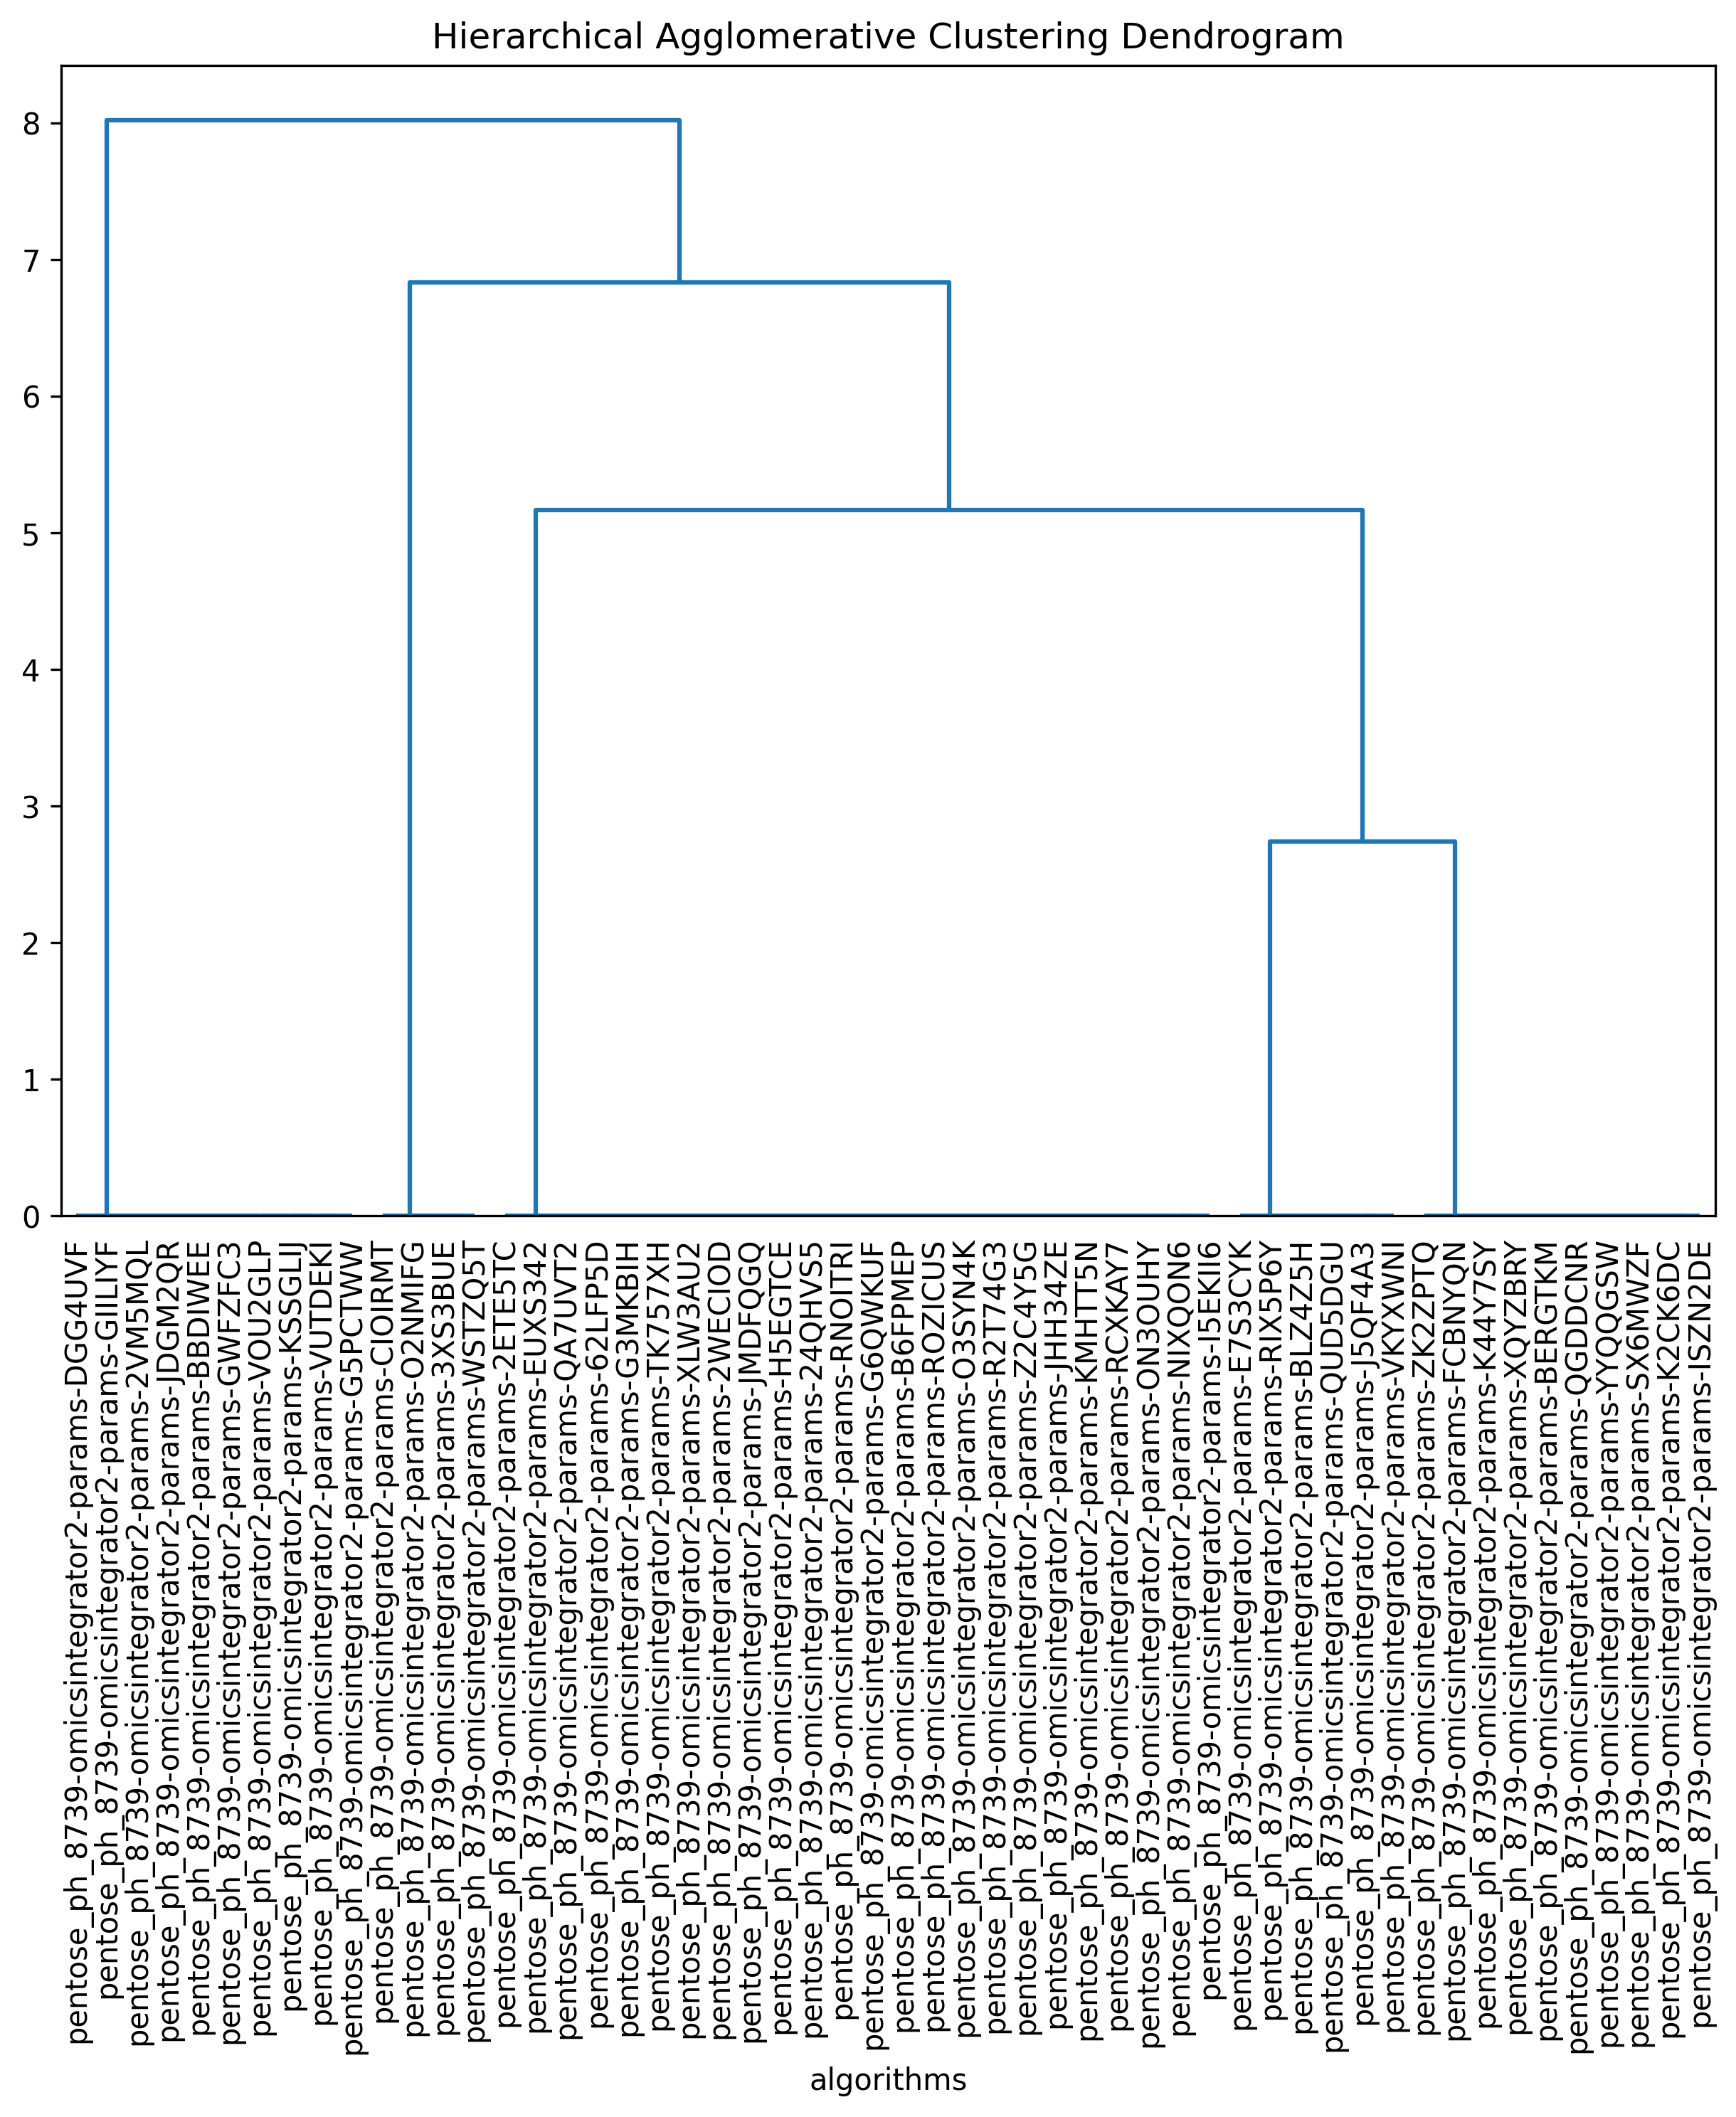 Hierarchical Agglomerative Clustering Dendrogram
8
7
6
5
4
3
2
1
0
pentose_ph_8739-omicsintegrator2-params-DGG4UVF
pentose_ph_8739-omicsintegrator2-params-GIILIYF
pentose_ph_8739-omicsintegrator2-params-2VM5MQL
pentose_ph_8739-omicsintegrator2-params-JDGM2QR
pentose_ph_8739-omicsintegrator2-params-BBDIWEE
pentose_ph_8739-omicsintegrator2-params-GWFZFC3
pentose_ph_8739-omicsintegrator2-params-VOU2GLP
pentose_ph_8739-omicsintegrator2-params-KSSGLIJ
pentose_ph_8739-omicsintegrator2-params-VUTDEKI
pentose_ph_8739-omicsintegrator2-params-G5PCTWW
pentose_ph_8739-omicsintegrator2-params-CIOIRMT
pentose_ph_8739-omicsintegrator2-params-O2NMIFG
pentose_ph_8739-omicsintegrator2-params-3XS3BUE
pentose_ph_8739-omicsintegrator2-params-WSTZQ5T
pentose_ph_8739-omicsintegrator2-params-2ETE5TC
pentose_ph_8739-omicsintegrator2-params-EUXS342
pentose_ph_8739-omicsintegrator2-params-QA7UVT2
pentose_ph_8739-omicsintegrator2-params-62LFP5D
pentose_ph_8739-omicsintegrator2-params-G3MKBIH
pentose_ph_8739-omicsintegrator2-params-TK757XH
pentose_ph_8739-omicsintegrator2-params-XLW3AU2
pentose_ph_8739-omicsintegrator2-params-2WECIOD
pentose_ph_8739-omicsintegrator2-params-JMDFQGQ
pentose_ph_8739-omicsintegrator2-params-H5EGTCE
pentose_ph_8739-omicsintegrator2-params-24QHVS5
pentose_ph_8739-omicsintegrator2-params-RNOITRI
pentose_ph_8739-omicsintegrator2-params-G6QWKUF
pentose_ph_8739-omicsintegrator2-params-B6FPMEP
pentose_ph_8739-omicsintegrator2-params-ROZICUS
pentose_ph_8739-omicsintegrator2-params-O3SYN4K
pentose_ph_8739-omicsintegrator2-params-R2T74G3
pentose_ph_8739-omicsintegrator2-params-Z2C4Y5G
pentose_ph_8739-omicsintegrator2-params-JHH34ZE
pentose_ph_8739-omicsintegrator2-params-KMHTT5N
pentose_ph_8739-omicsintegrator2-params-RCXKAY7
pentose_ph_8739-omicsintegrator2-params-ON3OUHY
pentose_ph_8739-omicsintegrator2-params-NIXQON6
pentose_ph_8739-omicsintegrator2-params-I5EKII6
pentose_ph_8739-omicsintegrator2-params-E7S3CYK
pentose_ph_8739-omicsintegrator2-params-RIX5P6Y
pentose_ph_8739-omicsintegrator2-params-BLZ4Z5H
pentose_ph_8739-omicsintegrator2-params-QUD5DGU
pentose_ph_8739-omicsintegrator2-params-J5QF4A3
pentose_ph_8739-omicsintegrator2-params-VKYXWNI
pentose_ph_8739-omicsintegrator2-params-ZK2ZPTQ
pentose_ph_8739-omicsintegrator2-params-FCBNYQN
pentose_ph_8739-omicsintegrator2-params-K44Y7SY
pentose_ph_8739-omicsintegrator2-params-XQYZBRY
pentose_ph_8739-omicsintegrator2-params-BERGTKM
pentose_ph_8739-omicsintegrator2-params-QGDDCNR
pentose_ph_8739-omicsintegrator2-params-YYQQGSW
pentose_ph_8739-omicsintegrator2-params-SX6MWZF
pentose_ph_8739-omicsintegrator2-params-K2CK6DC
pentose_ph_8739-omicsintegrator2-params-ISZN2DE
algorithms